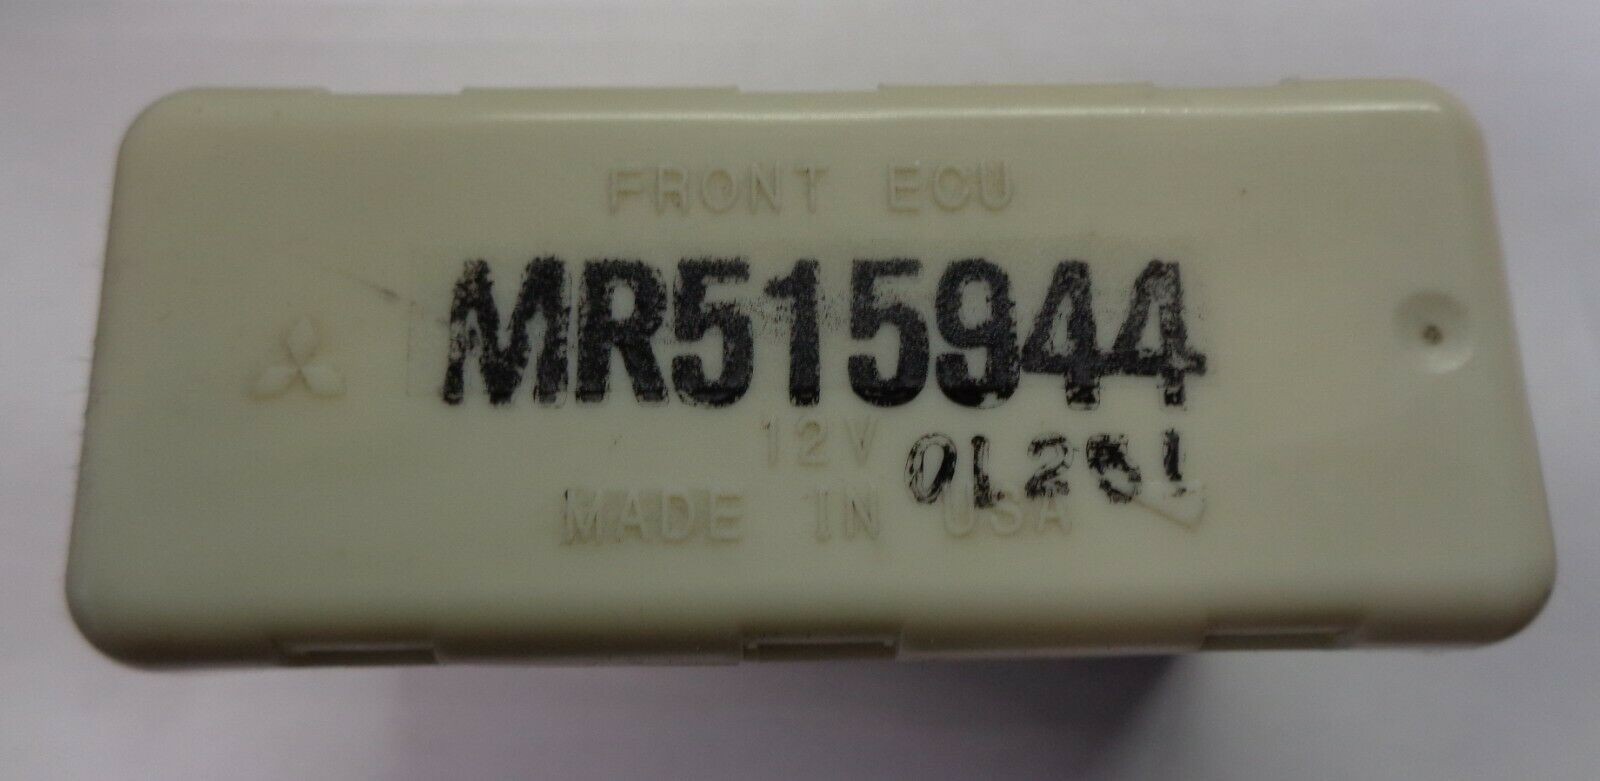 FRONT ECU
MR515944
12V
MADE IN USA